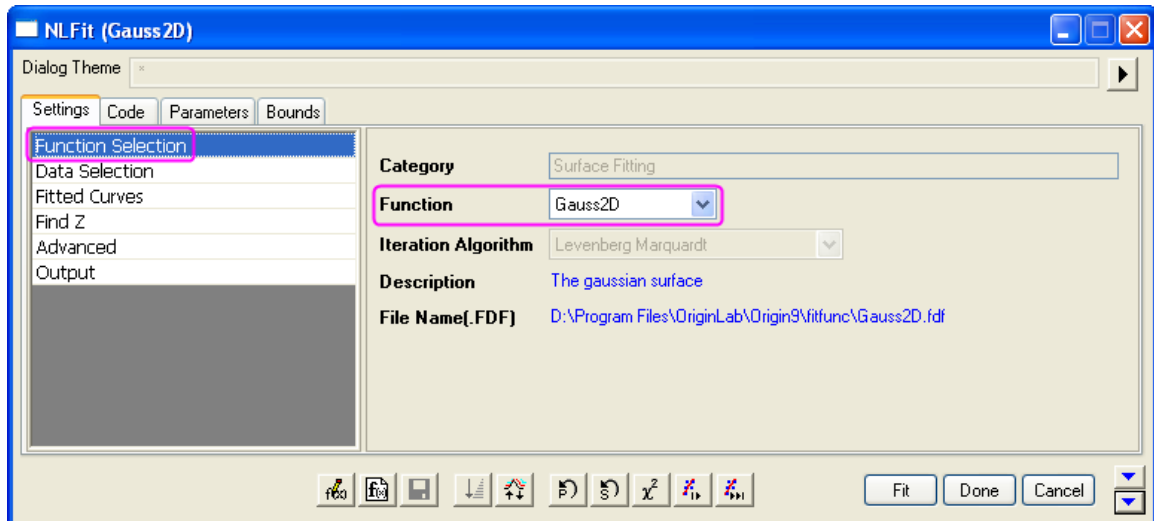 NLFit (Gauss2D)
Dialog Theme
Settings Code Parameters Bounds
Function Selection
Data Selection
Fitted Curves
Find Z
Advanced
Output
Category Surface Fitting
Function Gauss2D
Iteration Algorithm Levenberg Marquardt
Description The gaussian surface
File Name(.FDF) D:\Program Files\OriginLab\Origin9\fitfunc\Gauss2D.fdf
Fit Done Cancel